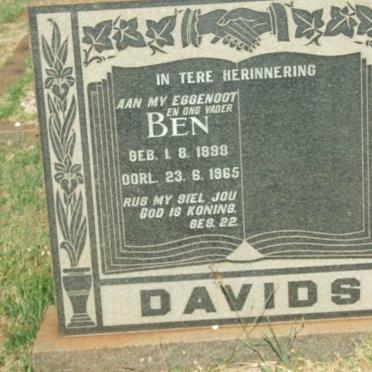 IN TERE HERINNERING
AAN MY EGGENOOT
EN ONS VADER
BEN
GEB. 1. 8. 1898
OORL. 23. 6. 1965
RUS MY SIEL JOU
GOD IS KONING.
GES. 22.
DAVIDS